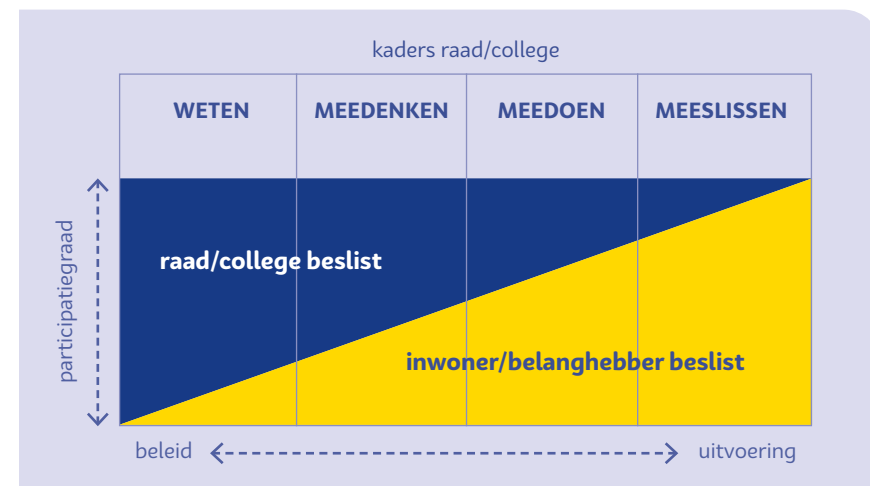 kaders raad/college
WETEN MEEDENKEN MEEDOEN MEESLISSEN
participatiegraad
raad/college beslist
inwoner/belanghebber beslist
beleid uitvoering